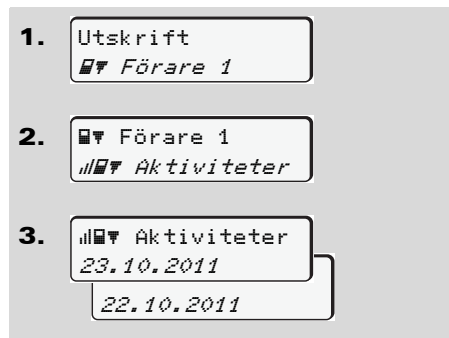 1. Utskrift
Förare 1
2. Förare 1
Aktiviteter
3. Aktiviteter
23.10.2011
22.10.2011